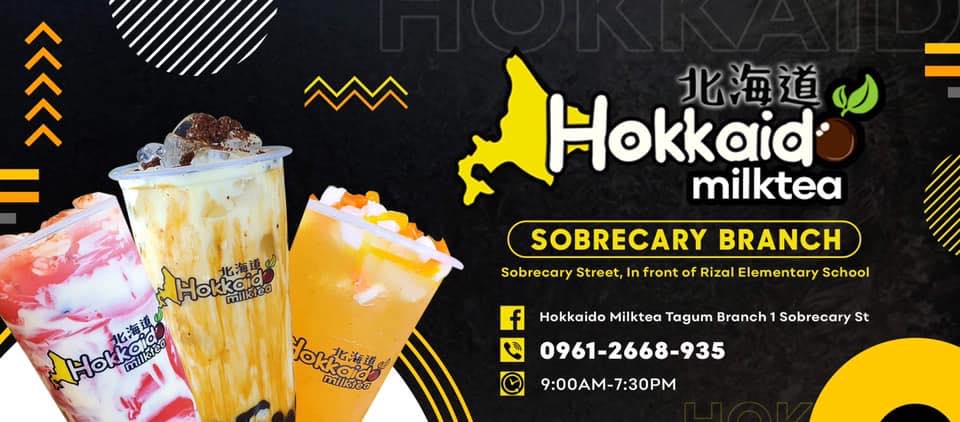 HOKKAIDO
北海道
Hokkaido
milktea
SOBRECARY BRANCH
Sobrecary Street, In front of Rizal Elementary School
Hokkaido Milktea Tagum Branch 1 Sobrecary St
0961-2668-935
9:00AM-7:30PM
北海道
Hokkaido
milktea
北海道
Hokkaido
milktea
北海道
Hokkaido
milktea
HOK